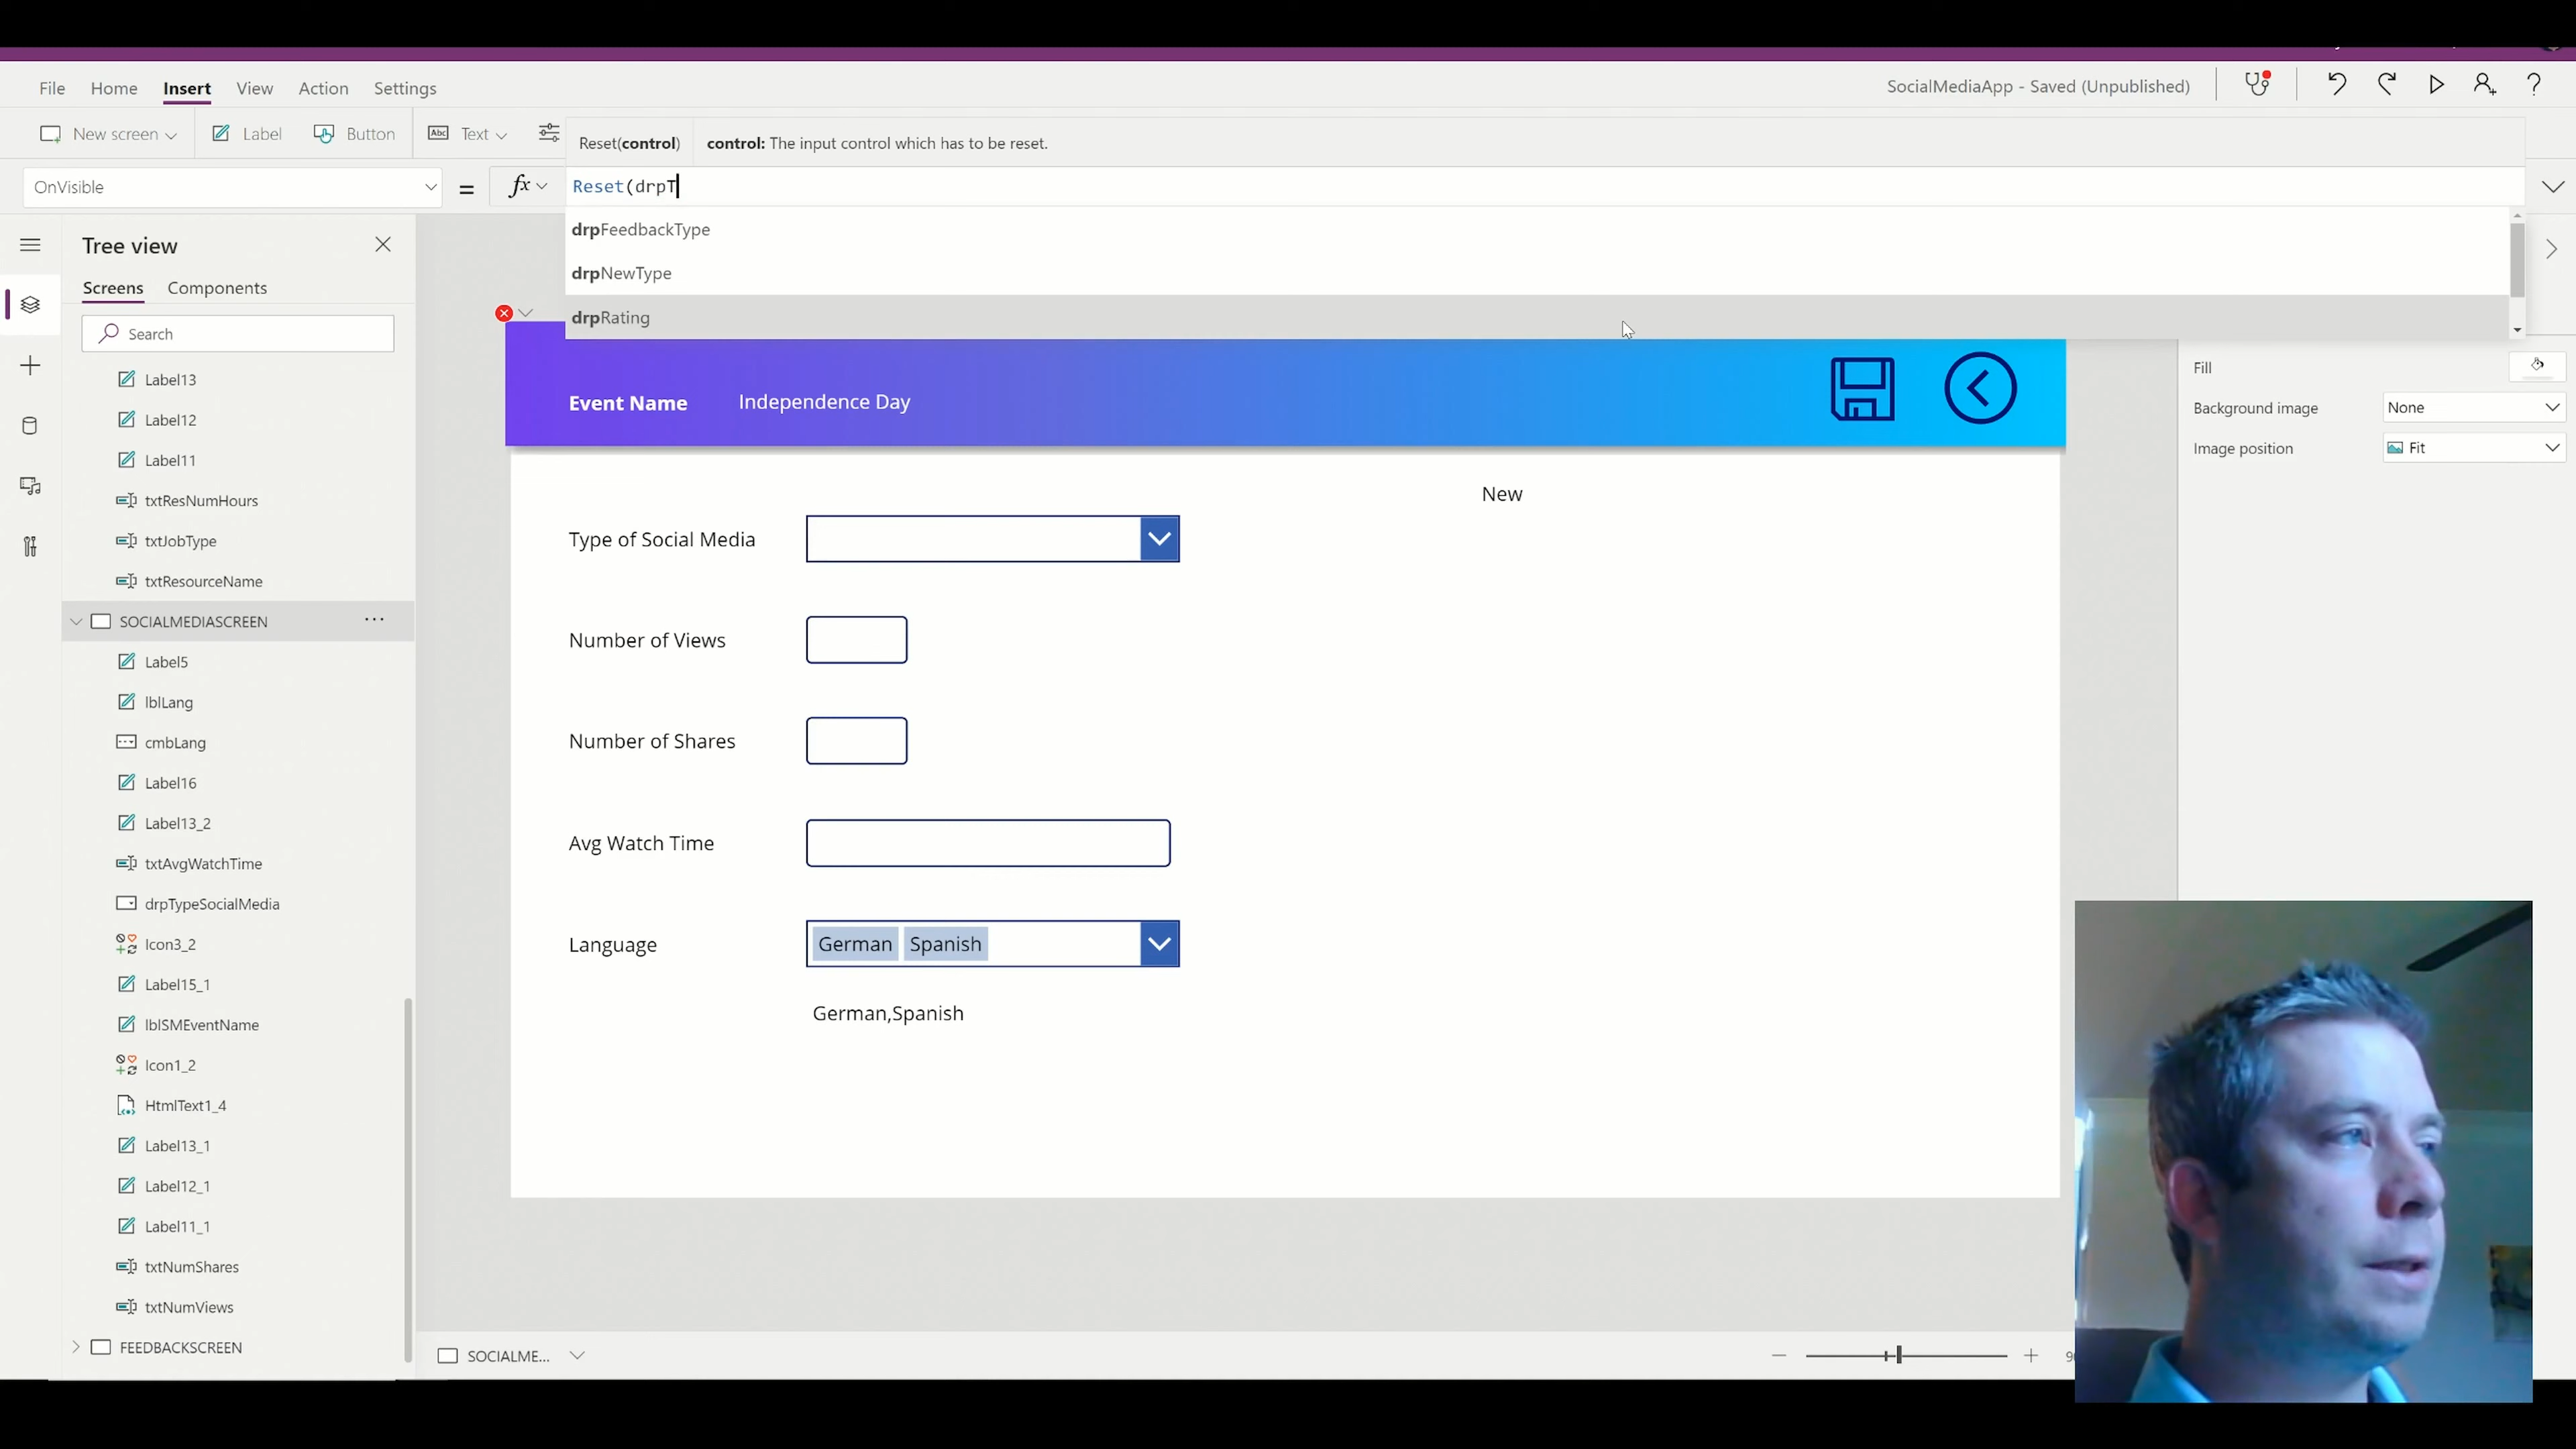 File Home Insert View Action Settings
SocialMediaApp - Saved (Unpublished)
New screen Label Button Abc Text
Reset(control) control: The input control which has to be reset.
OnVisible = fx Reset(drpT
drpFeedbackType
drpNewType
drpRating
Tree view
Screens Components
Search
Label13
Label12
Label11
txtResNumHours
txtJobType
txtResourceName
SOCIALMEDIASCREEN ...
Label5
lblLang
cmbLang
Label16
Label13_2
txtAvgWatchTime
drpTypeSocialMedia
Icon3_2
Label15_1
lblSMEventName
Icon1_2
HtmlText1_4
Label13_1
Label12_1
Label11_1
txtNumShares
txtNumViews
FEEDBACKSCREEN
Event Name Independence Day
New
Type of Social Media
Number of Views
Number of Shares
Avg Watch Time
Language German Spanish
German,Spanish
Fill
Background image None
Image position Fit
SOCIALME...